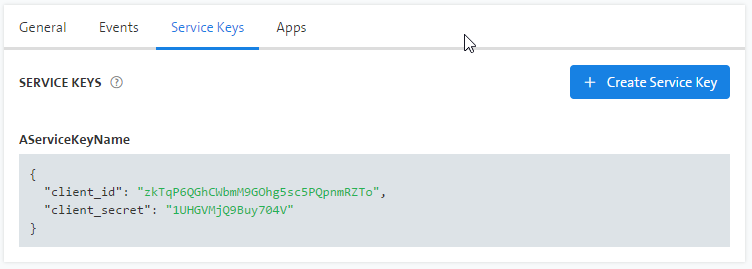 General Events Service Keys Apps
SERVICE KEYS ? + Create Service Key
AServiceKeyName
{
"client_id": "zkTqP6QGhCWbmM9GOhg5sc5PQpnmRZTo",
"client_secret": "1UHGVMjQ9Buy704V"
}